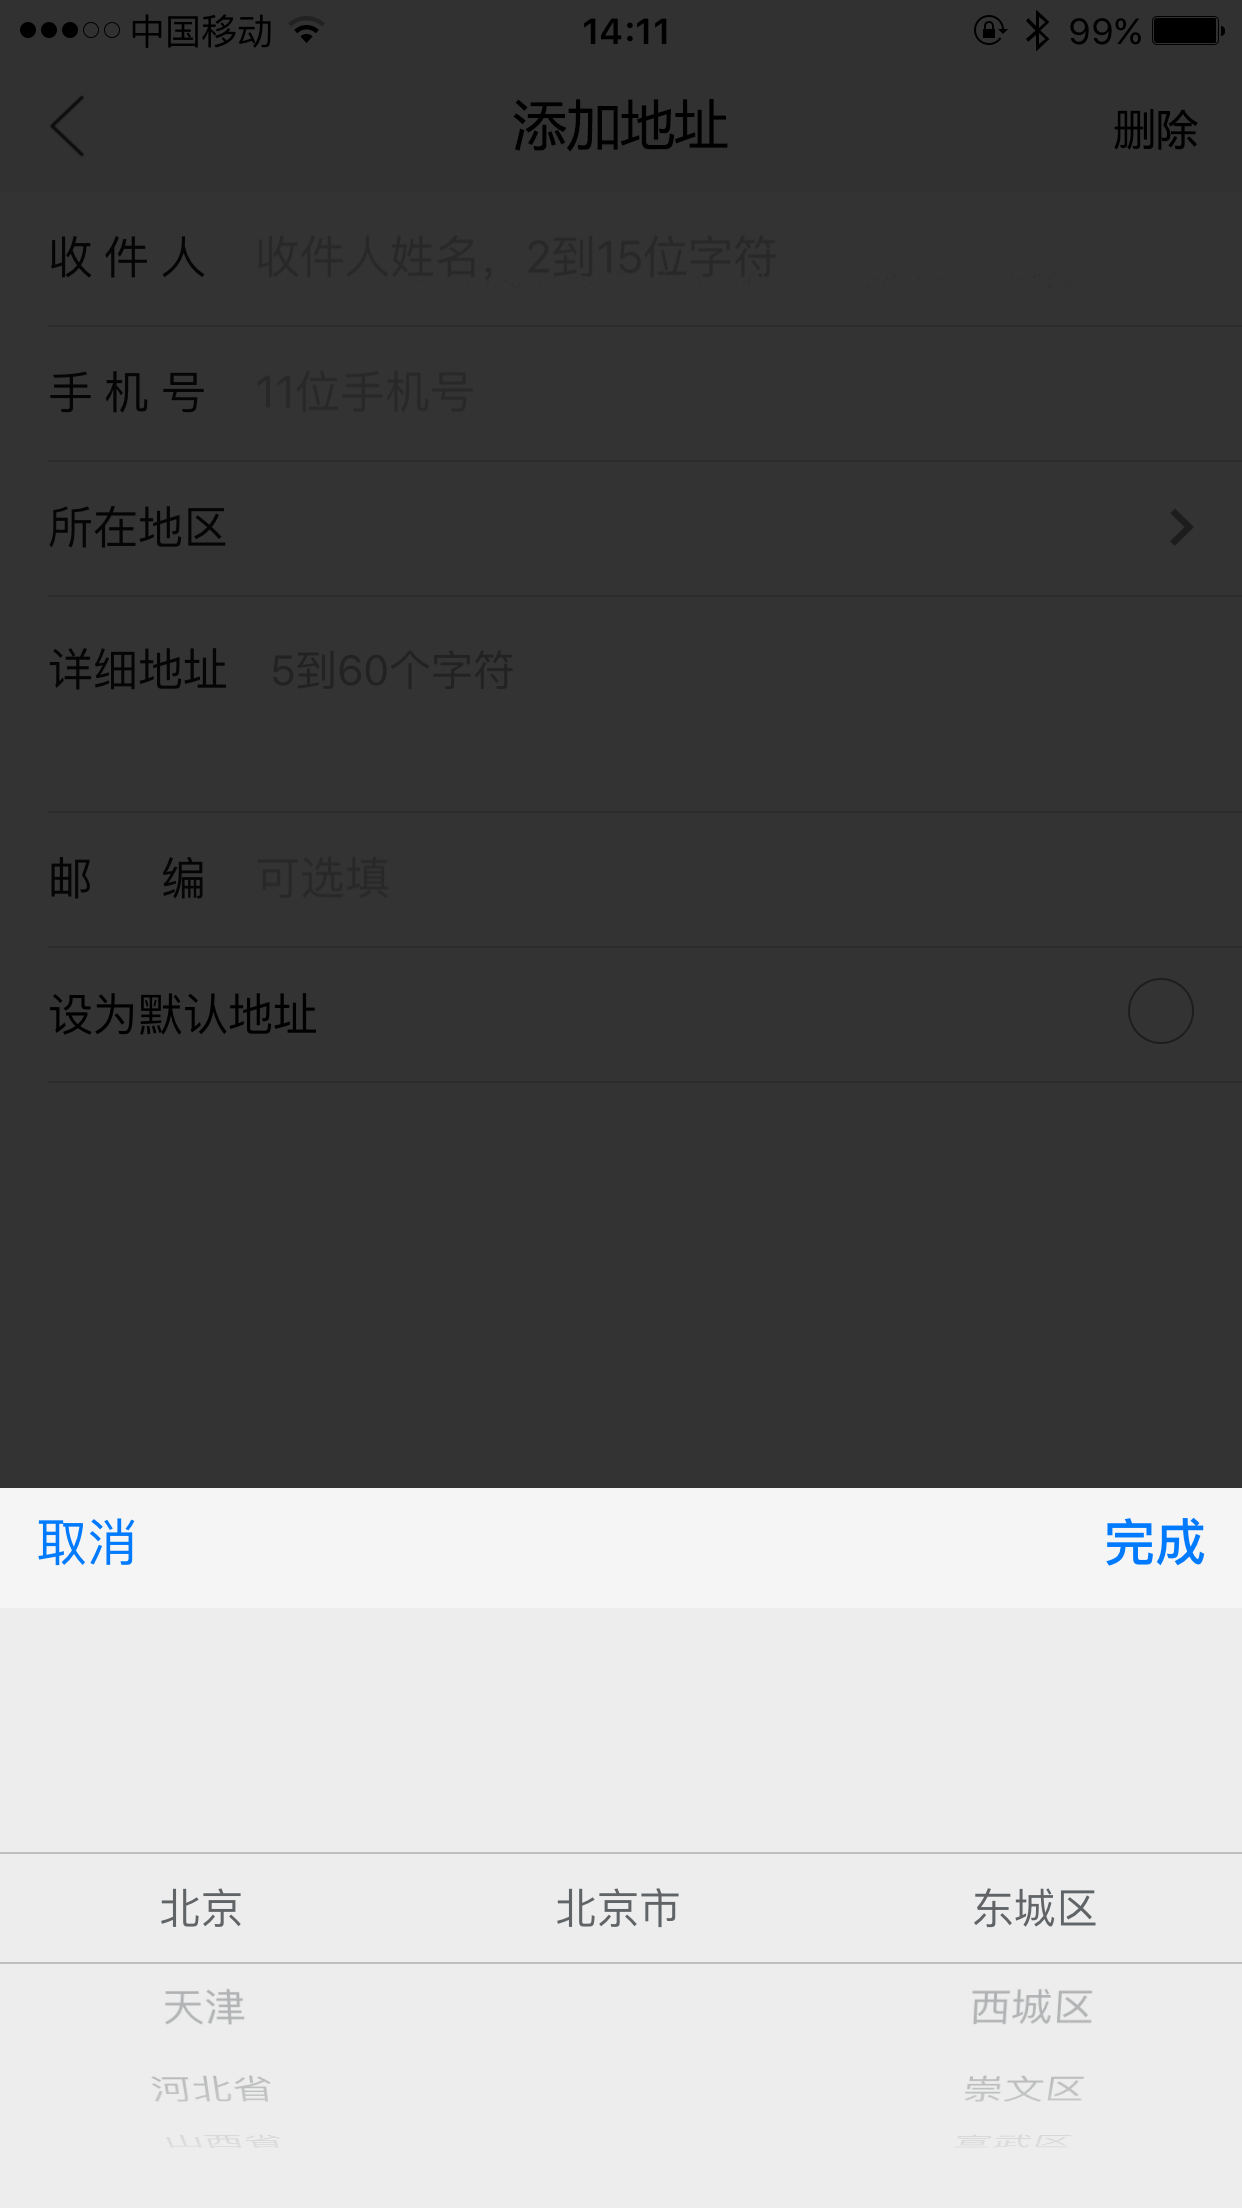 中国移动 14:11 99%
添加地址 删除
收件人 收件人姓名，2到15位字符
手机号 11位手机号
所在地区
详细地址 5到60个字符
邮编 可选填
设为默认地址
取消 完成
北京 北京市 东城区
天津 西城区
河北省 崇文区
山西省 宣武区